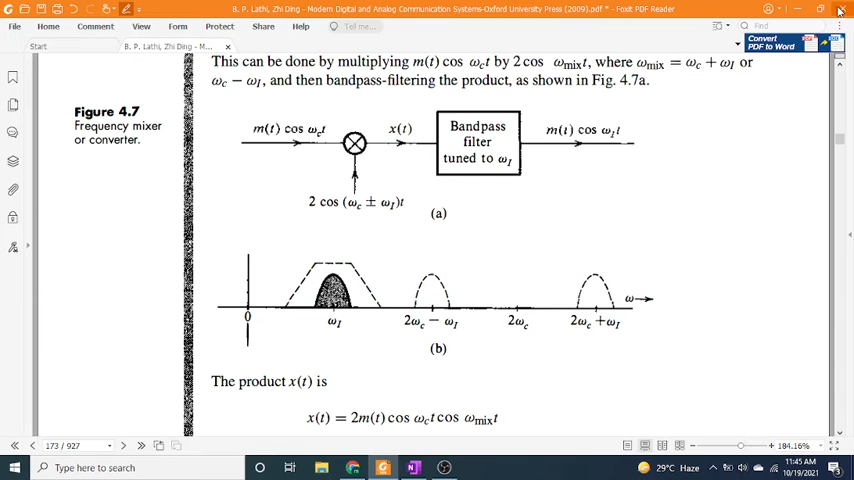 B. P. Lathi, Zhi Ding - Modern Digital and Analog Communication Systems-Oxford University Press (2009).pdf * - Foxit PDF Reader
File Home Comment View Form Protect Share Help Tell me... Find
Start B. P. Lathi, Zhi Ding - M... Convert PDF to Word
This can be done by multiplying m(t) cos ω_c t by 2 cos ω_mix t, where ω_mix = ω_c + ω_I or
ω_c − ω_I, and then bandpass-filtering the product, as shown in Fig. 4.7a.
Figure 4.7
Frequency mixer
or converter.
m(t) cos ω_c t
x(t)
Bandpass
filter
tuned to ω_I
m(t) cos ω_I t
2 cos (ω_c ± ω_I)t
(a)
0 ω_I 2ω_c − ω_I 2ω_c 2ω_c + ω_I ω
(b)
The product x(t) is
x(t) = 2m(t) cos ω_c t cos ω_mix t
173 / 927 184.16%
Type here to search 29°C Haze 11:45 AM
10/19/2021 3